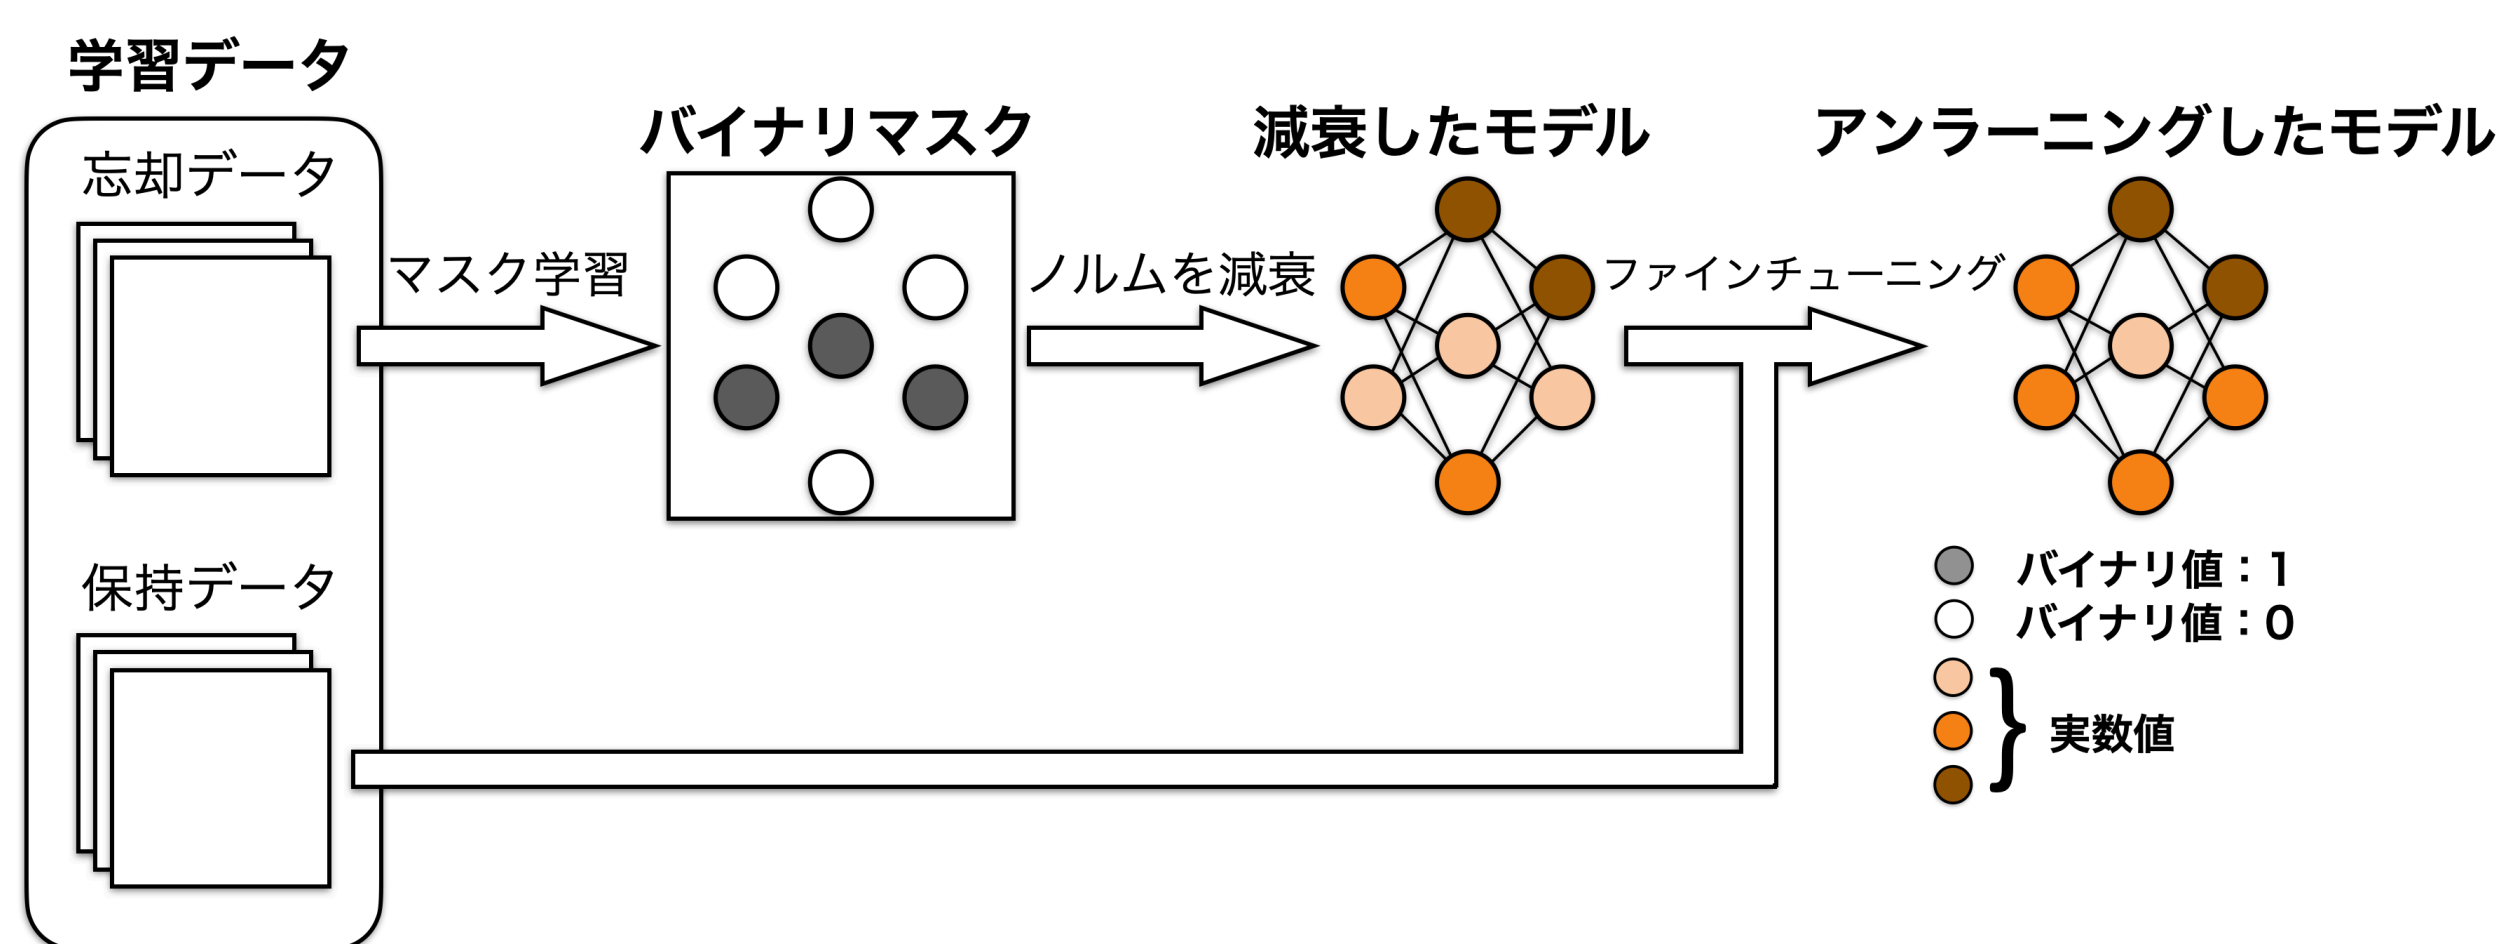 学習データ
忘却データ
保持データ
マスク学習
バイナリマスク
ノルムを減衰
減衰したモデル
ファインチューニング
アンラーニングしたモデル
バイナリ値：1
バイナリ値：0
} 実数値